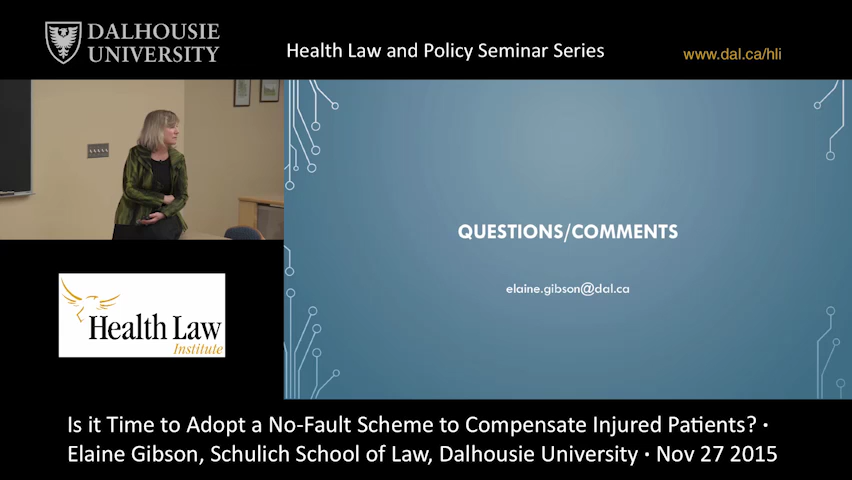 DALHOUSIE
UNIVERSITY
Health Law and Policy Seminar Series
www.dal.ca/hli
QUESTIONS/COMMENTS
elaine.gibson@dal.ca
Health Law
Institute
Is it Time to Adopt a No-Fault Scheme to Compensate Injured Patients? ·
Elaine Gibson, Schulich School of Law, Dalhousie University · Nov 27 2015